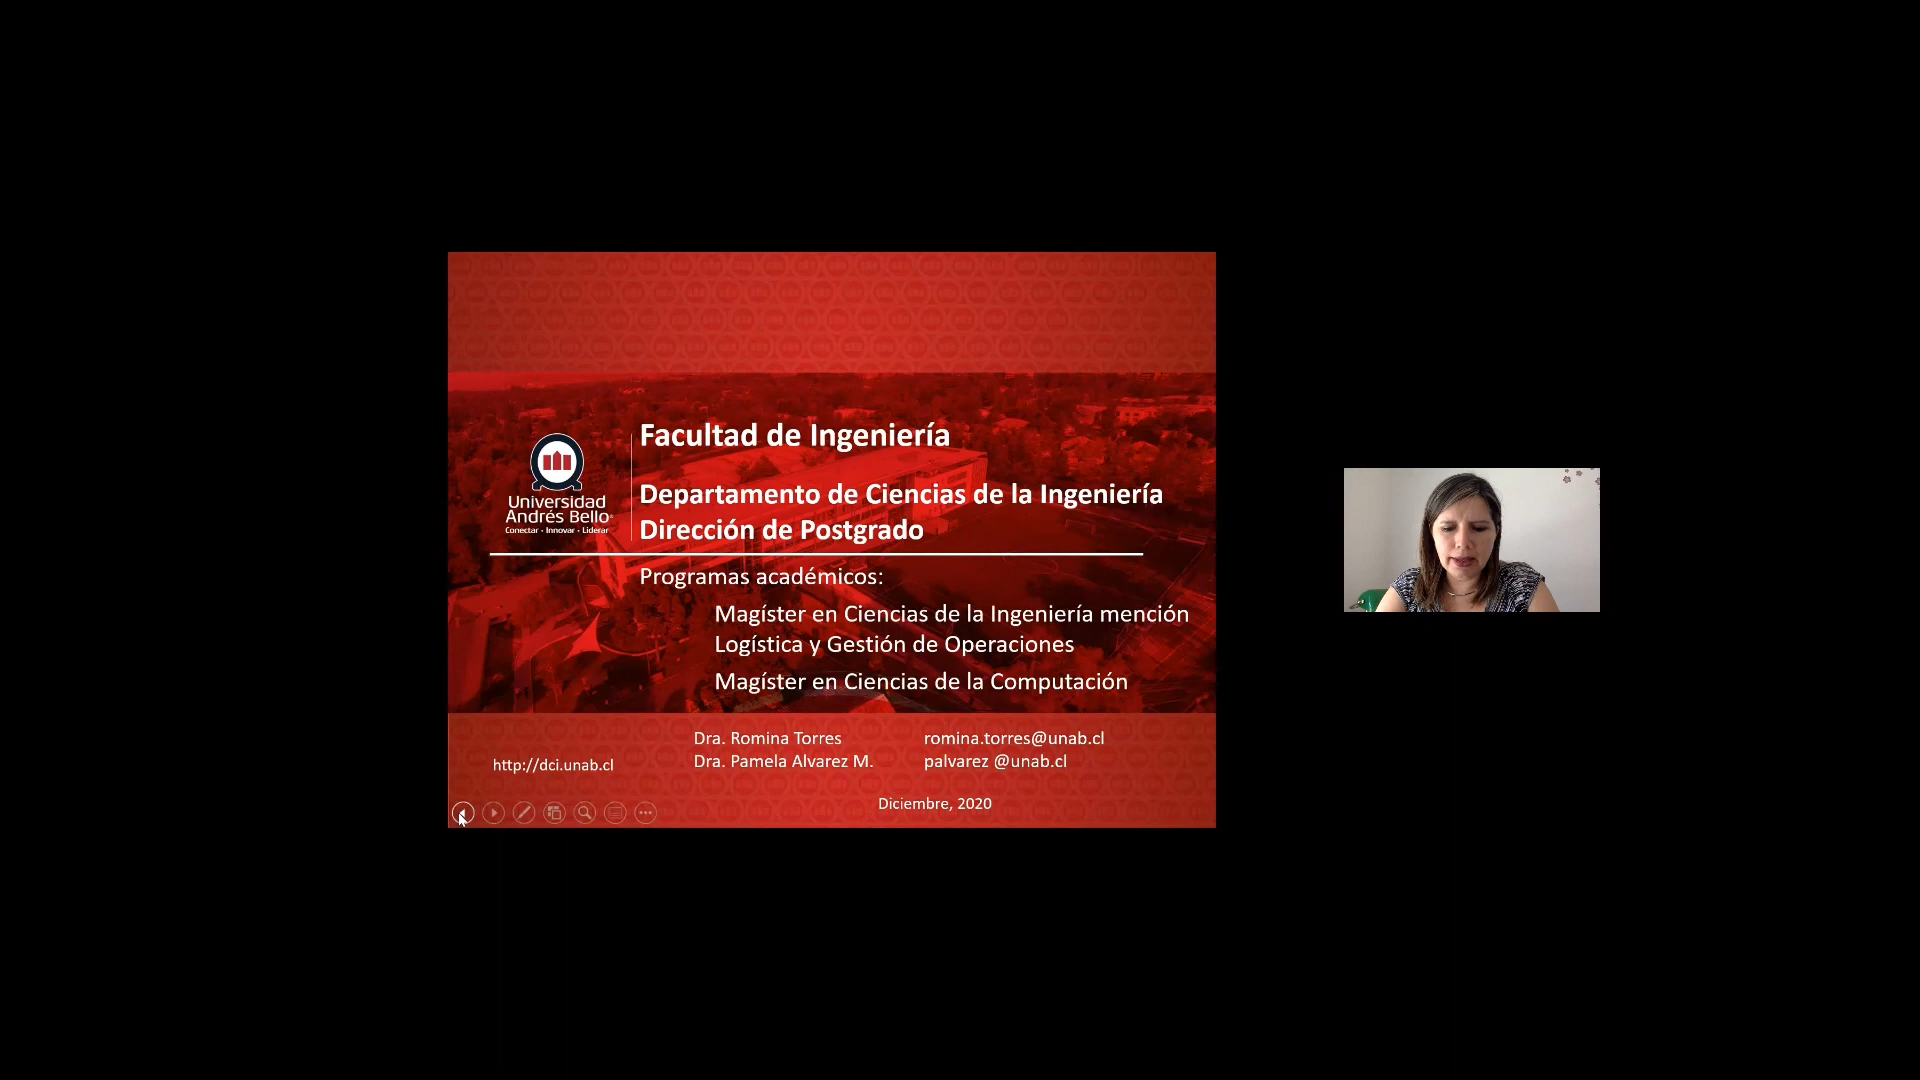 Facultad de Ingeniería
Universidad
Andrés Bello
Conectar · Innovar · Liderar
Departamento de Ciencias de la Ingeniería
Dirección de Postgrado
Programas académicos:
Magíster en Ciencias de la Ingeniería mención
Logística y Gestión de Operaciones
Magíster en Ciencias de la Computación
http://dci.unab.cl
Dra. Romina Torres romina.torres@unab.cl
Dra. Pamela Alvarez M. palvarez @unab.cl
Diciembre, 2020